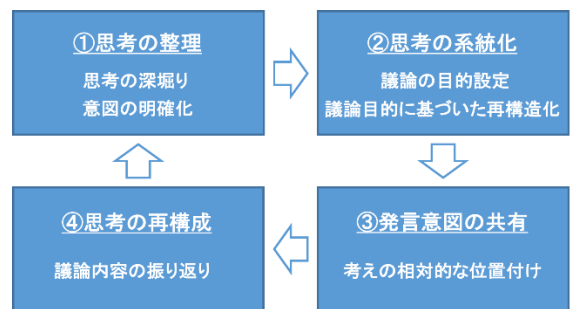 ①思考の整理
思考の深堀り
意図の明確化
②思考の系統化
議論の目的設定
議論目的に基づいた再構造化
③発言意図の共有
考えの相対的な位置付け
④思考の再構成
議論内容の振り返り